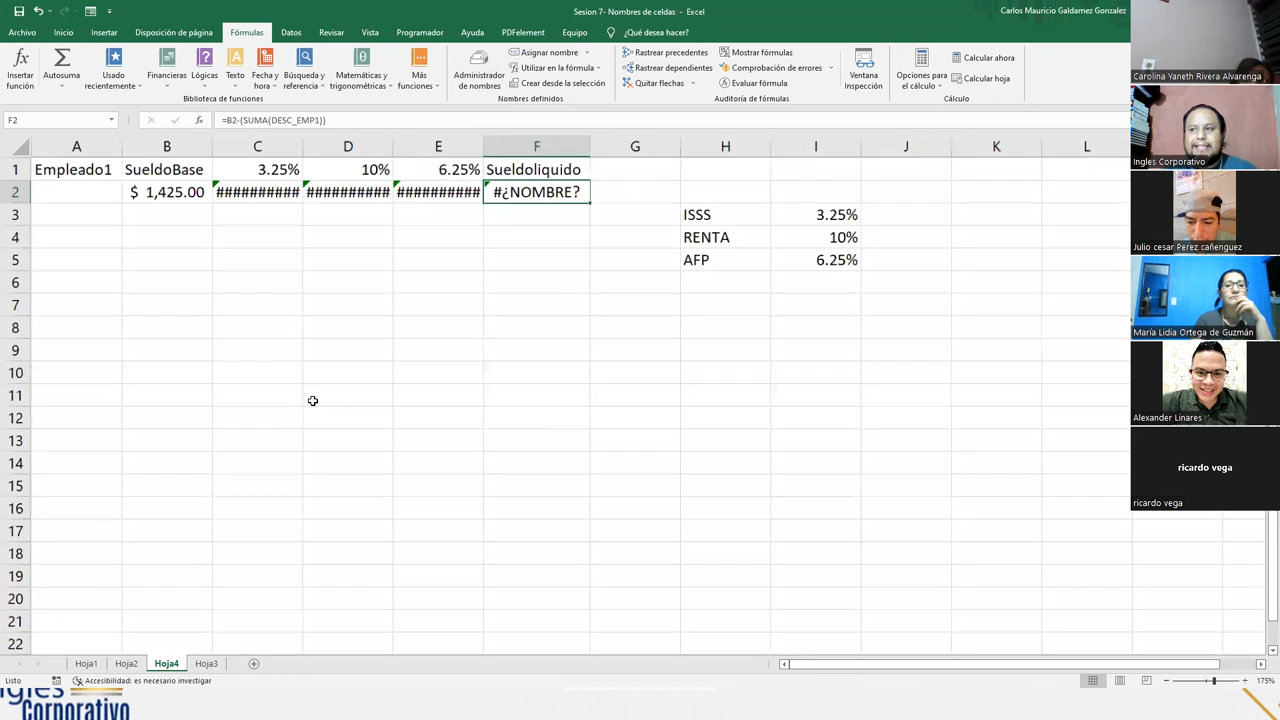 Sesion 7- Nombres de celdas - Excel
Carlos Mauricio Galdamez Gonzalez
Archivo Inicio Insertar Disposición de página Fórmulas Datos Revisar Vista Programador Ayuda PDFelement Equipo ¿Qué desea hacer?
Insertar función
Autosuma
Usado recientemente
Financieras
Lógicas
Texto
Fecha y hora
Búsqueda y referencia
Matemáticas y trigonométricas
Más funciones
Biblioteca de funciones
Administrador de nombres
Asignar nombre
Utilizar en la fórmula
Crear desde la selección
Nombres definidos
Rastrear precedentes
Rastrear dependientes
Quitar flechas
Mostrar fórmulas
Comprobación de errores
Evaluar fórmula
Auditoría de fórmulas
Ventana Inspección
Opciones para el cálculo
Calcular ahora
Calcular hoja
Cálculo
F2
fx
=B2-(SUMA(DESC_EMP1))
A B C D E F G H I J K L
1 Empleado1 SueldoBase 3.25% 10% 6.25% Sueldoliquido
2 $ 1,425.00 ########## ########## ########## #¿NOMBRE?
3 ISSS 3.25%
4 RENTA 10%
5 AFP 6.25%
6
7
8
9
10
11
12
13
14
15
16
17
18
19
20
21
22
Hoja1 Hoja2 Hoja4 Hoja3
Listo
Accesibilidad: es necesario investigar
175%
Ingles
Corporativo
Carolina Yaneth Rivera Alvarenga
Ingles Corporativo
Julio cesar Perez cañenguez
María Lidia Ortega de Guzmán
Alexander Linares
ricardo vega
ricardo vega